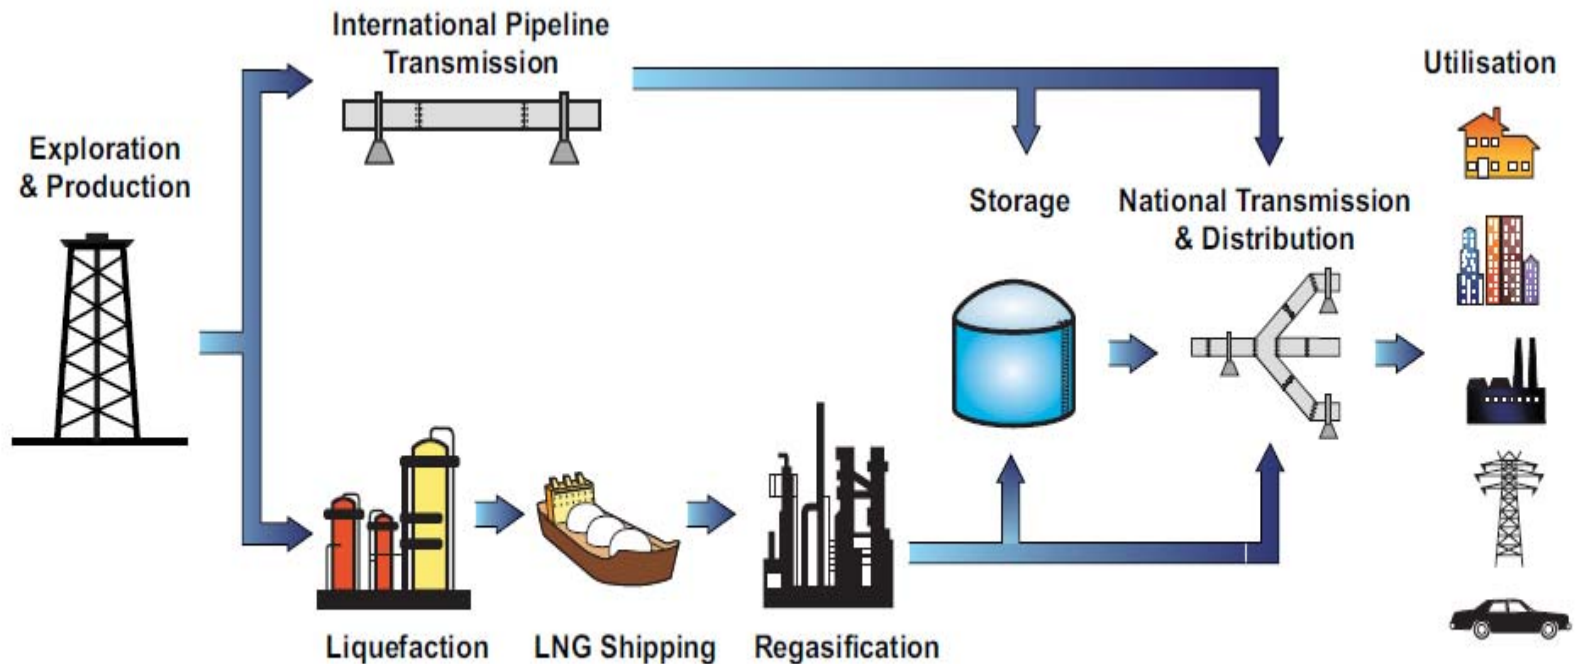 International Pipeline
Transmission
Utilisation
Exploration
& Production
Storage
National Transmission
& Distribution
Liquefaction
LNG Shipping
Regasification